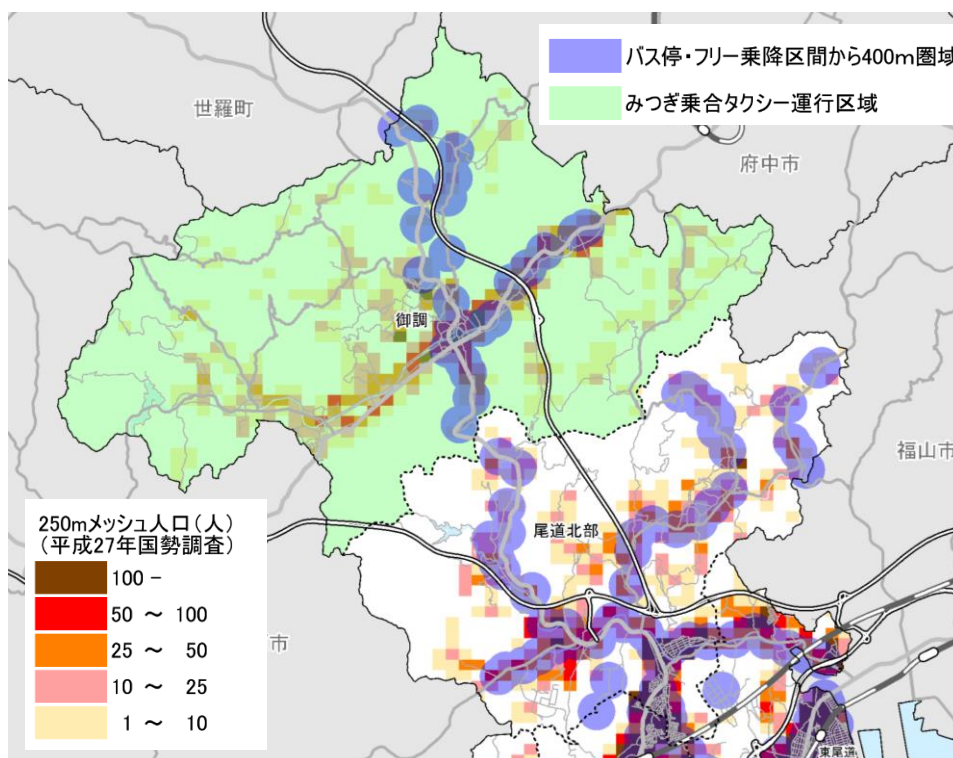 バス停・フリー乗降区間から400m圏域
みつぎ乗合タクシー運行区域
世羅町
府中市
御調
福山市
尾道北部
市
東尾道
250mメッシュ人口(人)
(平成27年国勢調査)
100 -
50 ~ 100
25 ~ 50
10 ~ 25
1 ~ 10